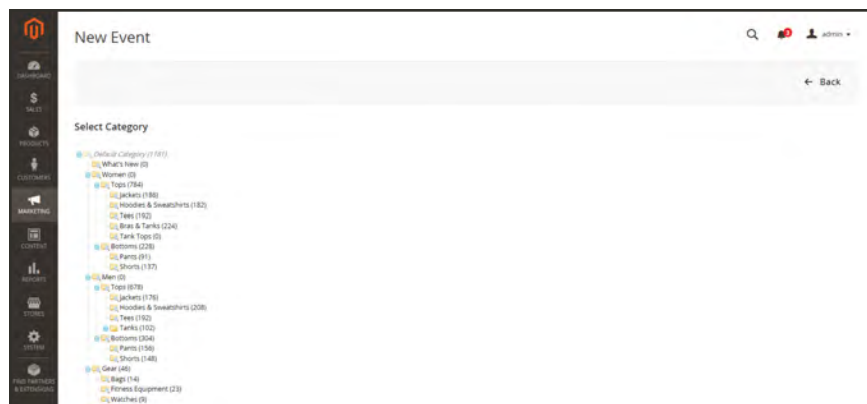 New Event
3
admin
DASHBOARD
SALES
PRODUCTS
CUSTOMERS
MARKETING
CONTENT
REPORTS
STORES
SYSTEM
FIND PARTNERS
& EXTENSIONS
← Back
Select Category
Default Category (1181)
What's New (0)
Women (0)
Tops (784)
Jackets (186)
Hoodies & Sweatshirts (182)
Tees (192)
Bras & Tanks (224)
Tank Tops (0)
Bottoms (228)
Pants (91)
Shorts (137)
Men (0)
Tops (678)
Jackets (176)
Hoodies & Sweatshirts (208)
Tees (192)
Tanks (102)
Bottoms (304)
Pants (156)
Shorts (148)
Gear (46)
Bags (14)
Fitness Equipment (23)
Watches (9)